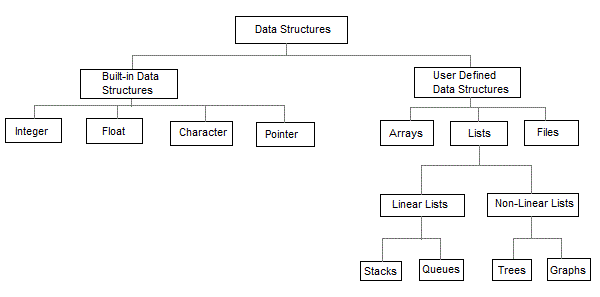 Data Structures
Built-in Data
Structures
User Defined
Data Structures
Integer
Float
Character
Pointer
Arrays
Lists
Files
Linear Lists
Non-Linear Lists
Stacks
Queues
Trees
Graphs